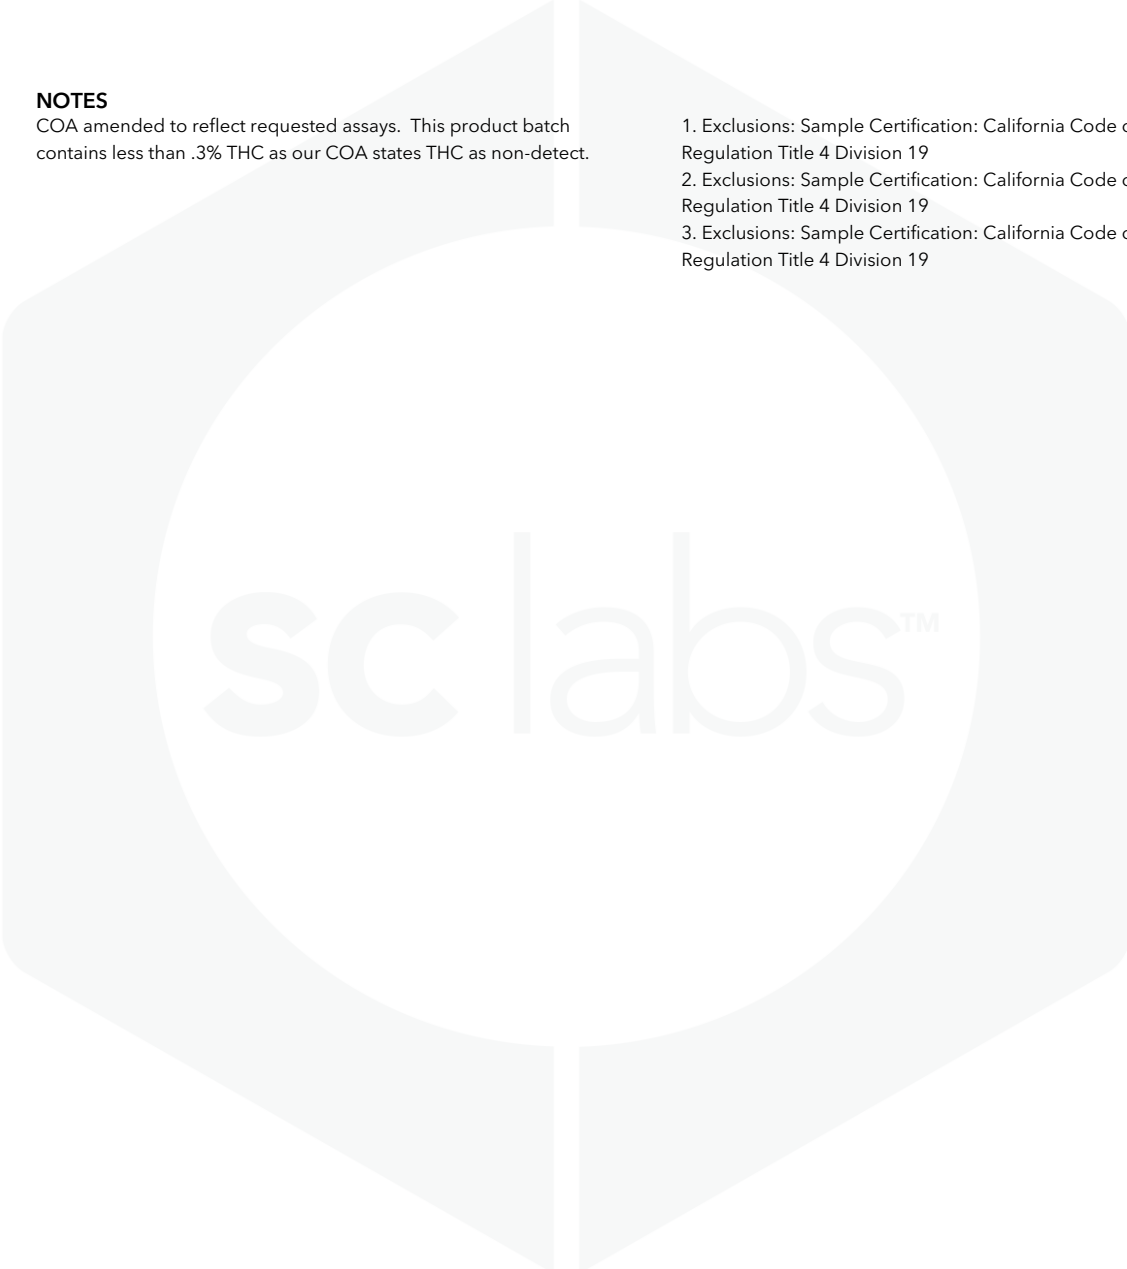 NOTES
COA amended to reflect requested assays.  This product batch
contains less than .3% THC as our COA states THC as non-detect.
1. Exclusions: Sample Certification: California Code
Regulation Title 4 Division 19
2. Exclusions: Sample Certification: California Code
Regulation Title 4 Division 19
3. Exclusions: Sample Certification: California Code
Regulation Title 4 Division 19
sc labs™